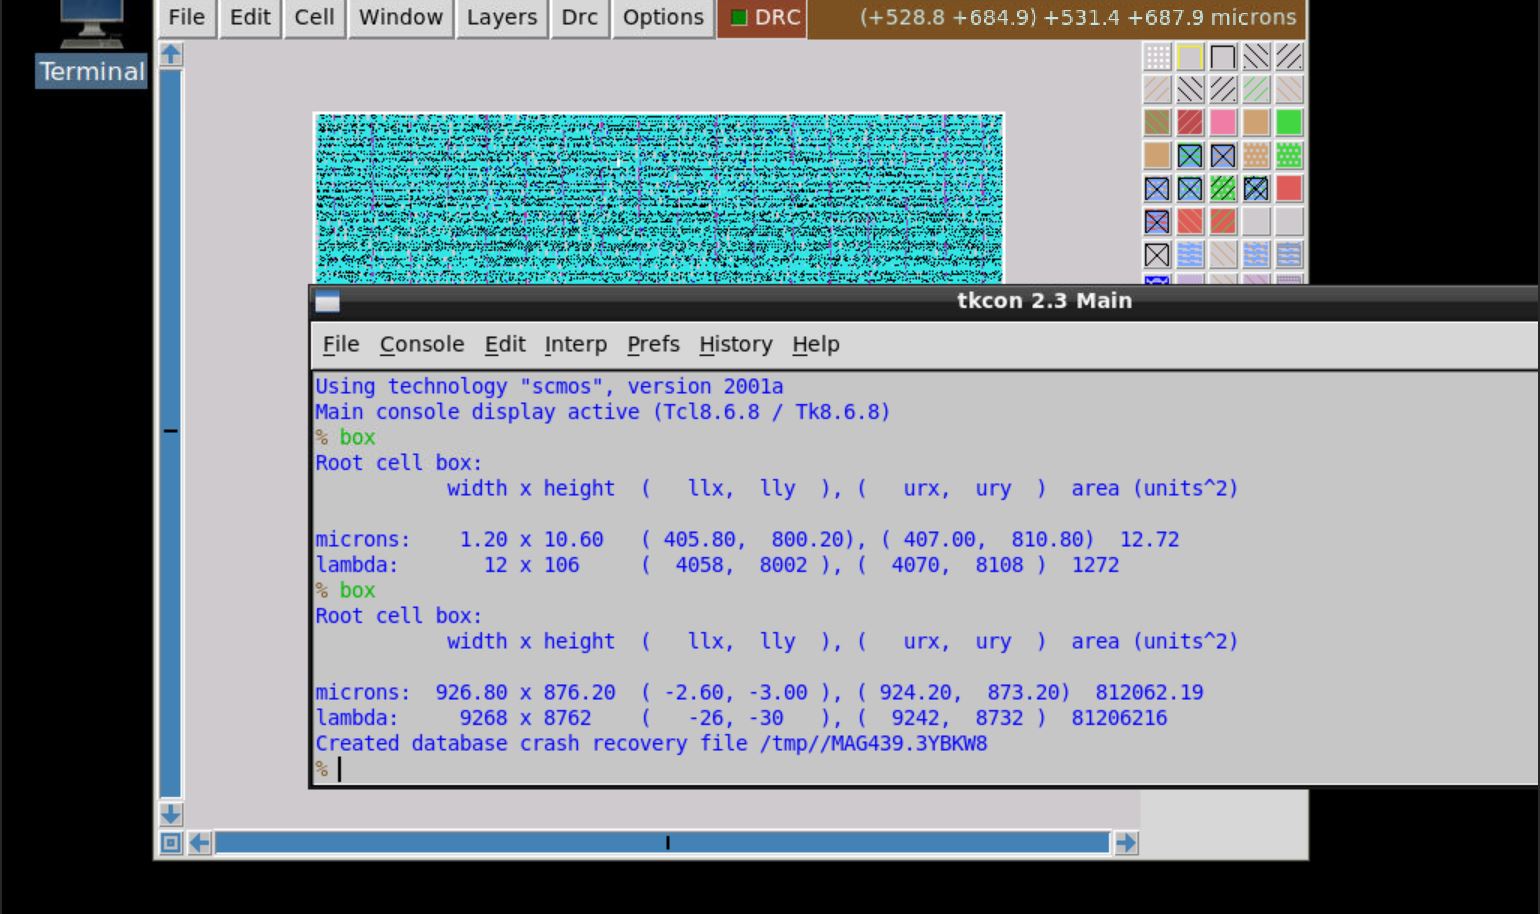 File Edit Cell Window Layers Drc Options DRC (+528.8 +684.9) +531.4 +687.9 microns
Terminal
tkcon 2.3 Main
File Console Edit Interp Prefs History Help
Using technology "scmos", version 2001a
Main console display active (Tcl8.6.8 / Tk8.6.8)
% box
Root cell box:
width x height ( llx, lly ), ( urx, ury ) area (units^2)
microns: 1.20 x 10.60 ( 405.80, 800.20), ( 407.00, 810.80) 12.72
lambda: 12 x 106 ( 4058, 8002 ), ( 4070, 8108 ) 1272
% box
Root cell box:
width x height ( llx, lly ), ( urx, ury ) area (units^2)
microns: 926.80 x 876.20 ( -2.60, -3.00 ), ( 924.20, 873.20) 812062.19
lambda: 9268 x 8762 ( -26, -30 ), ( 9242, 8732 ) 81206216
Created database crash recovery file /tmp//MAG439.3YBKW8
%